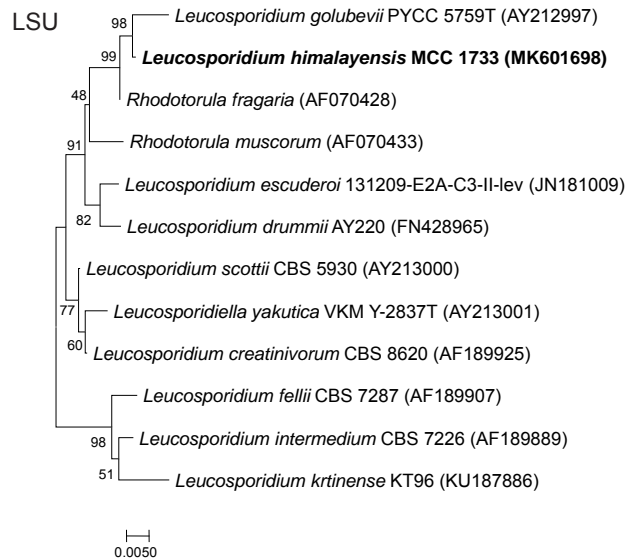 LSU
98
Leucosporidium golubevii PYCC 5759T (AY212997)
Leucosporidium himalayensis MCC 1733 (MK601698)
99
Rhodotorula fragaria (AF070428)
48
Rhodotorula muscorum (AF070433)
91
Leucosporidium escuderoi 131209-E2A-C3-II-lev (JN181009)
82
Leucosporidium drummii AY220 (FN428965)
Leucosporidium scottii CBS 5930 (AY213000)
77
Leucosporidiella yakutica VKM Y-2837T (AY213001)
60
Leucosporidium creatinivorum CBS 8620 (AF189925)
Leucosporidium fellii CBS 7287 (AF189907)
98
Leucosporidium intermedium CBS 7226 (AF189889)
51
Leucosporidium krtinense KT96 (KU187886)
0.0050